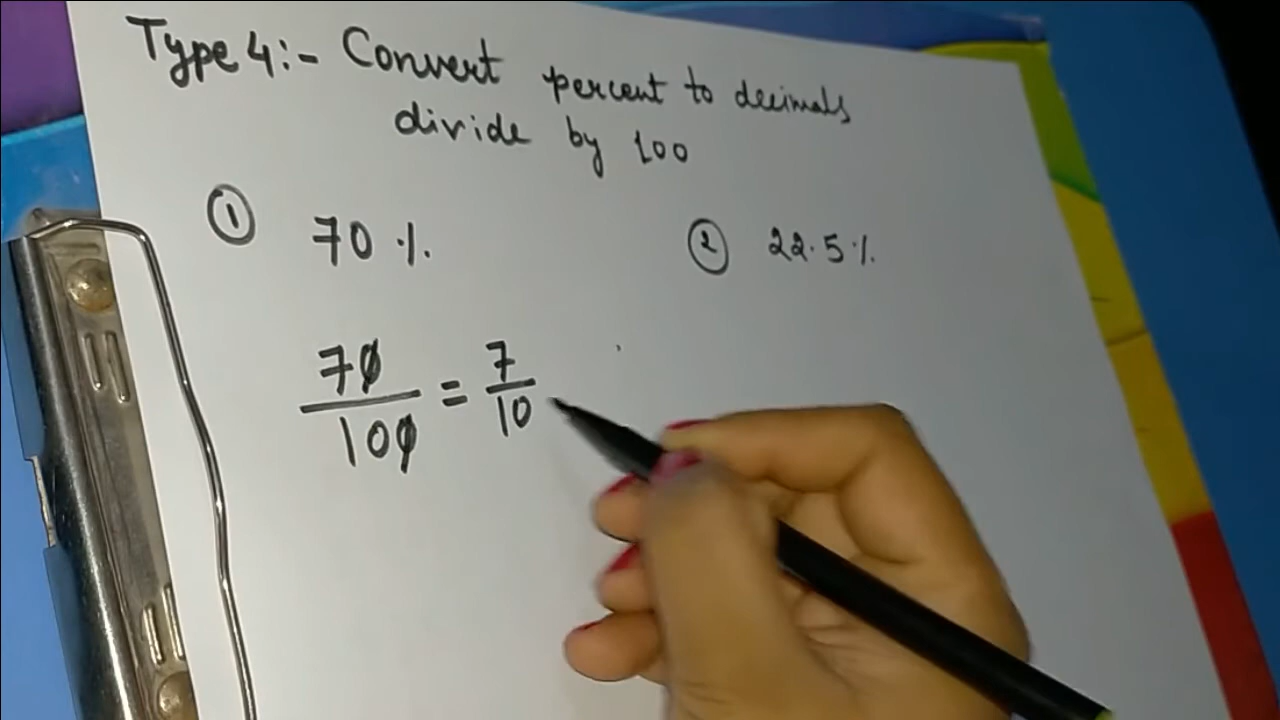 Type 4:- Convert percent to decimals
divide by 100
① 70 %.
② 22.5 %.
70/100 = 7/10